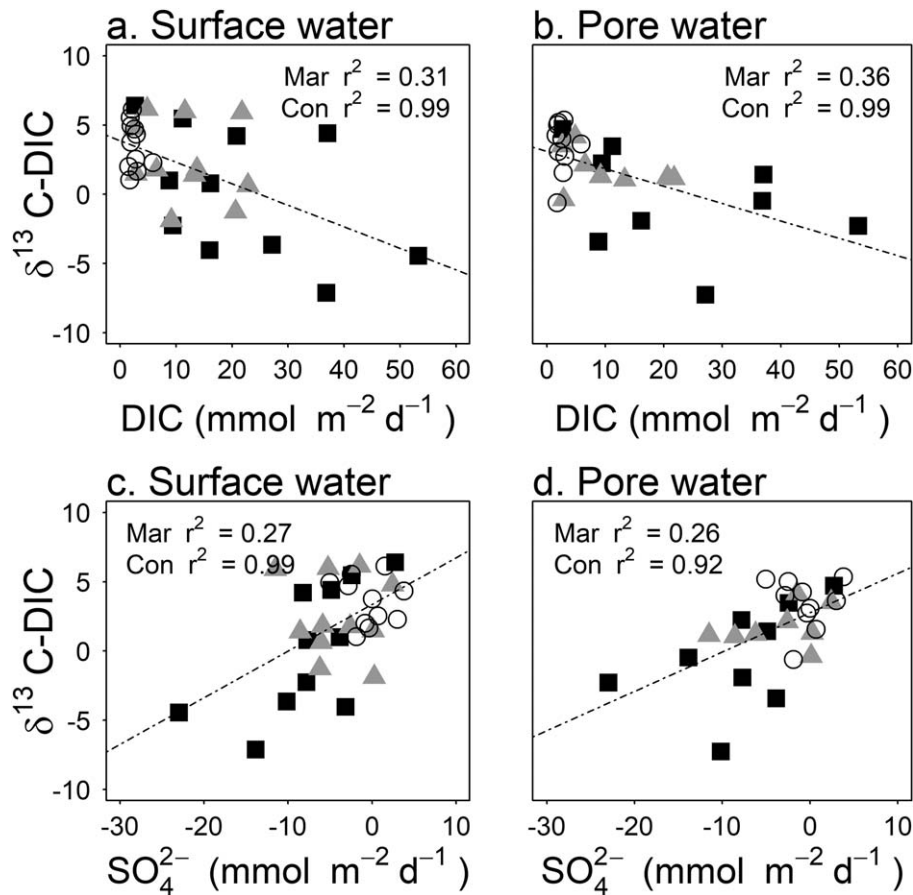 a. Surface water
b. Pore water
Mar r² = 0.31
Con r² = 0.99
Mar r² = 0.36
Con r² = 0.99
δ¹³ C-DIC
10
5
0
-5
-10
0 10 20 30 40 50 60
0 10 20 30 40 50 60
DIC (mmol m⁻² d⁻¹ )
DIC (mmol m⁻² d⁻¹ )
c. Surface water
d. Pore water
Mar r² = 0.27
Con r² = 0.99
Mar r² = 0.26
Con r² = 0.92
δ¹³ C-DIC
10
5
0
-5
-10
-30 -20 -10 0 10
-30 -20 -10 0 10
SO₄²⁻ (mmol m⁻² d⁻¹ )
SO₄²⁻ (mmol m⁻² d⁻¹ )